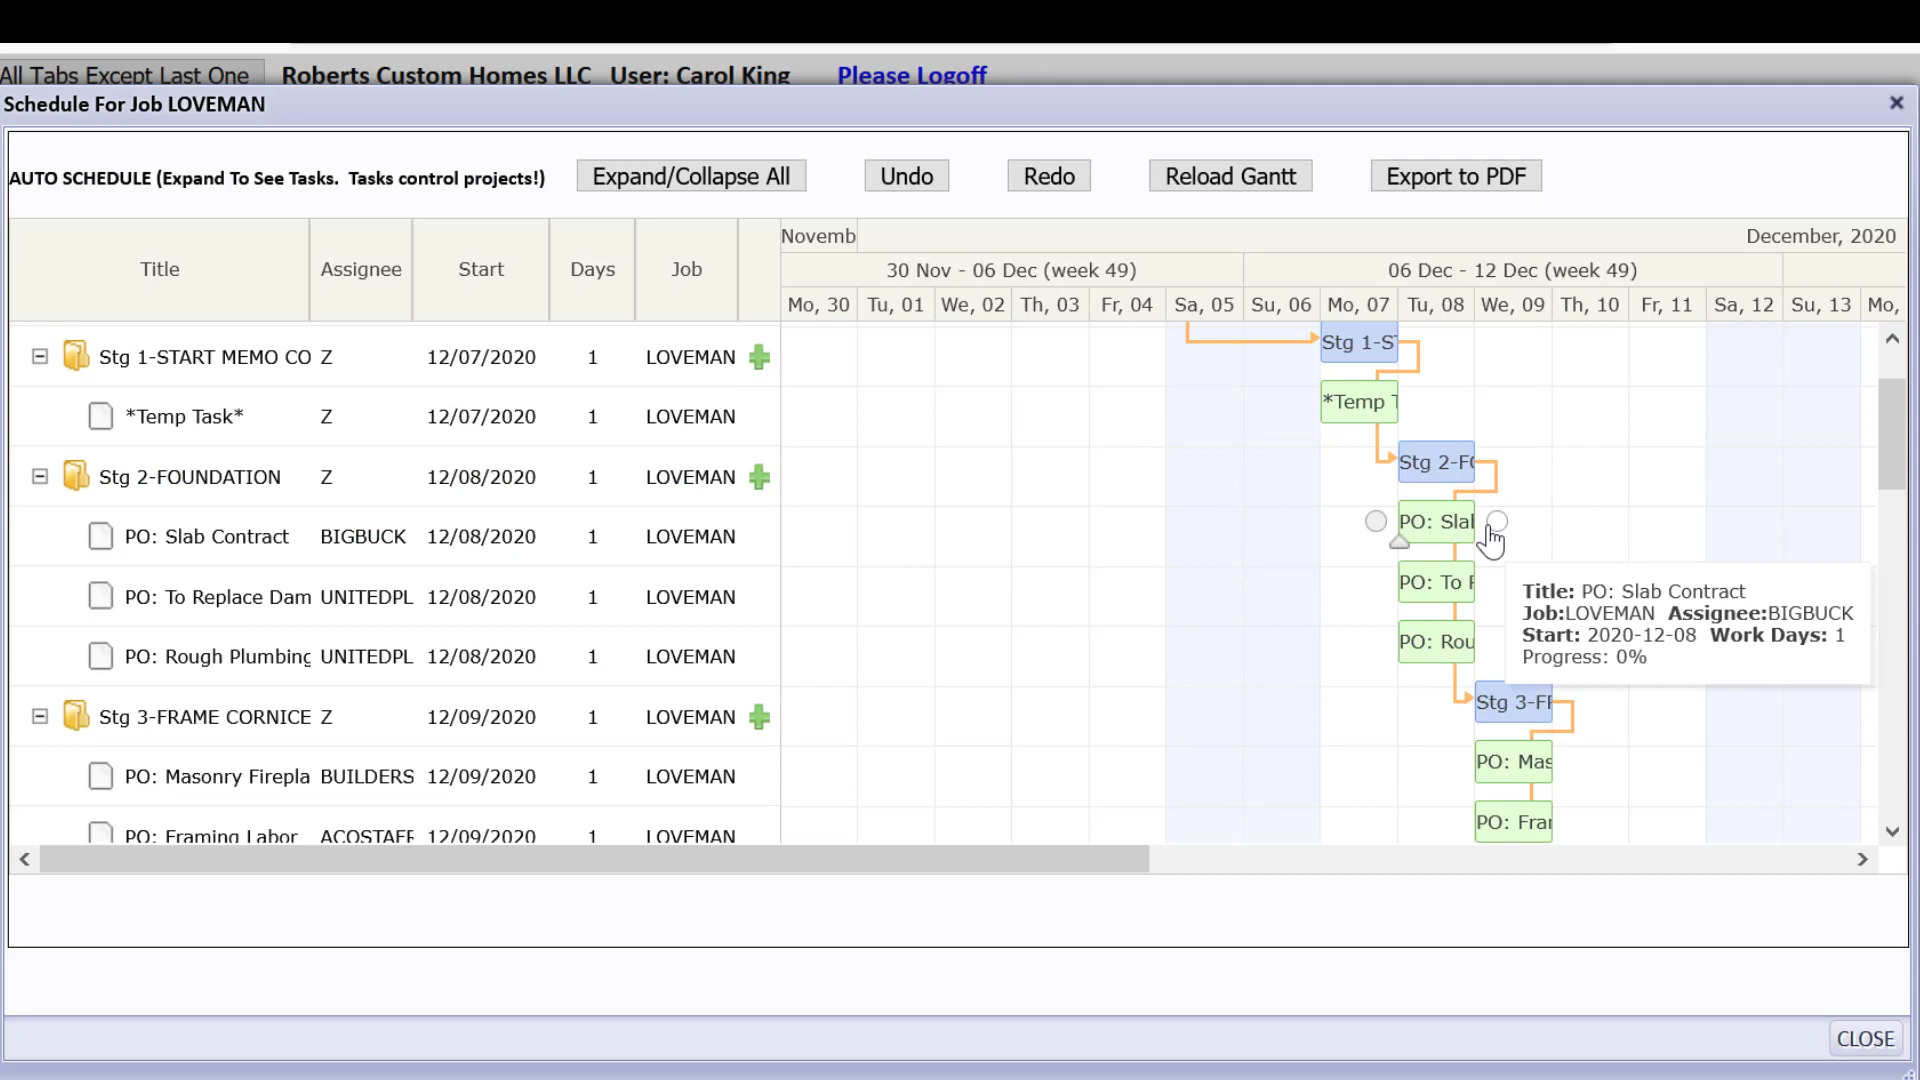 All Tabs Except Last One Roberts Custom Homes LLC User: Carol King Please Logoff
Schedule For Job LOVEMAN
AUTO SCHEDULE (Expand To See Tasks. Tasks control projects!) Expand/Collapse All Undo Redo Reload Gantt Export to PDF
Title Assignee Start Days Job
Novemb December, 2020
30 Nov - 06 Dec (week 49) 06 Dec - 12 Dec (week 49)
Mo, 30 Tu, 01 We, 02 Th, 03 Fr, 04 Sa, 05 Su, 06 Mo, 07 Tu, 08 We, 09 Th, 10 Fr, 11 Sa, 12 Su, 13 Mo,
Stg 1-START MEMO CO Z 12/07/2020 1 LOVEMAN Stg 1-S
*Temp Task* Z 12/07/2020 1 LOVEMAN *Temp T
Stg 2-FOUNDATION Z 12/08/2020 1 LOVEMAN Stg 2-FO
PO: Slab Contract BIGBUCK 12/08/2020 1 LOVEMAN PO: Slab
PO: To Replace Dam UNITEDPL 12/08/2020 1 LOVEMAN PO: To R
PO: Rough Plumbing UNITEDPL 12/08/2020 1 LOVEMAN PO: Rou
Title: PO: Slab Contract
Job:LOVEMAN Assignee:BIGBUCK
Start: 2020-12-08 Work Days: 1
Progress: 0%
Stg 3-FRAME CORNICE Z 12/09/2020 1 LOVEMAN Stg 3-FR
PO: Masonry Firepla BUILDERS 12/09/2020 1 LOVEMAN PO: Mas
PO: Framing Labor ACOSTAFF 12/09/2020 1 LOVEMAN PO: Fra
CLOSE